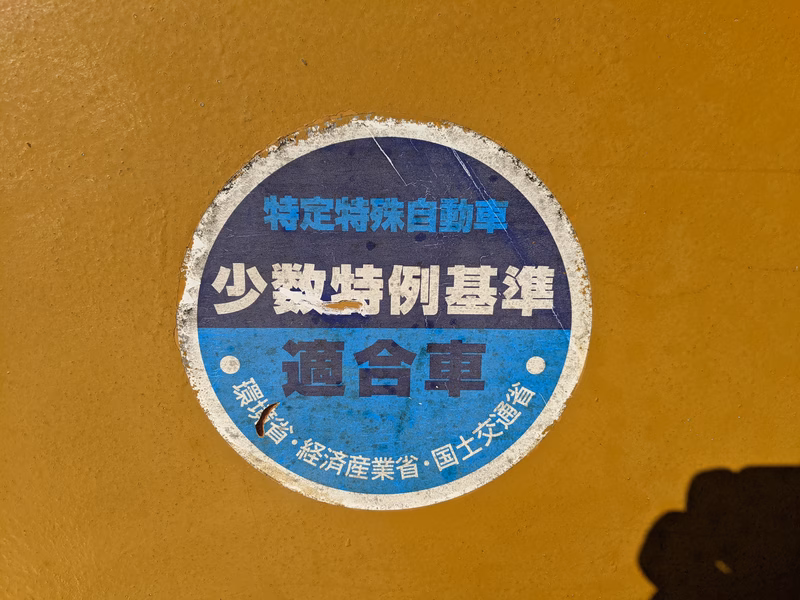 特定特殊自動車
少数特例基準
適合車
環境省・経済産業省・国土交通省